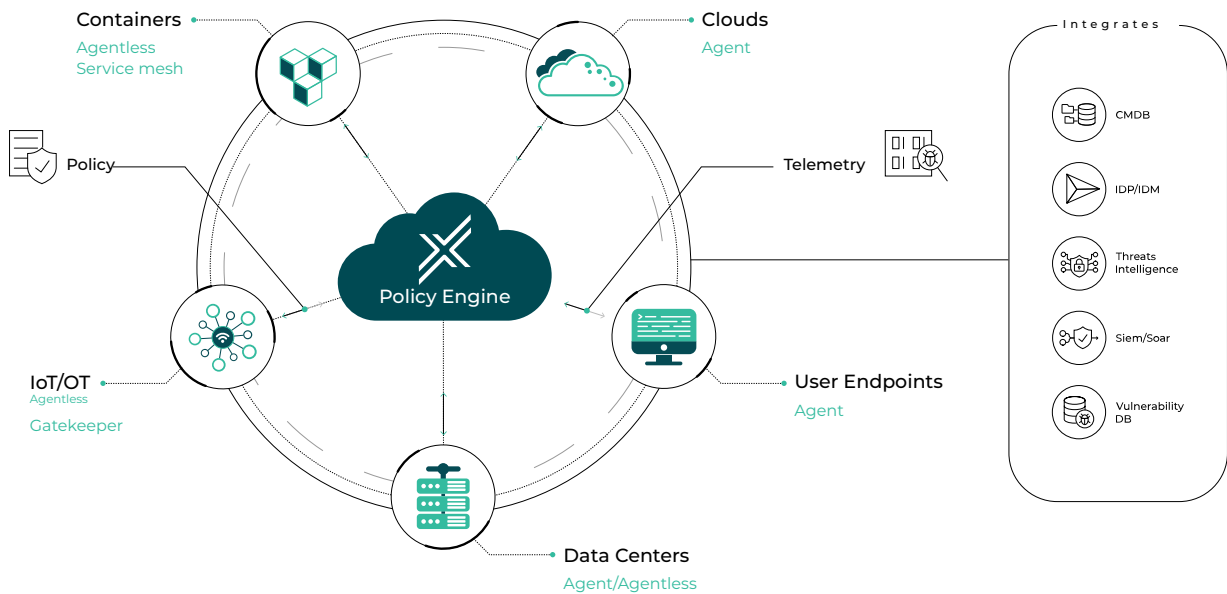 Containers
Agentless
Service mesh
Clouds
Agent
Integrates
Policy
Telemetry
CMDB
IDP/IDM
Threats
Intelligence
Policy Engine
Siem/Soar
IoT/OT
Agentless
Gatekeeper
User Endpoints
Agent
Vulnerability
DB
Data Centers
Agent/Agentless